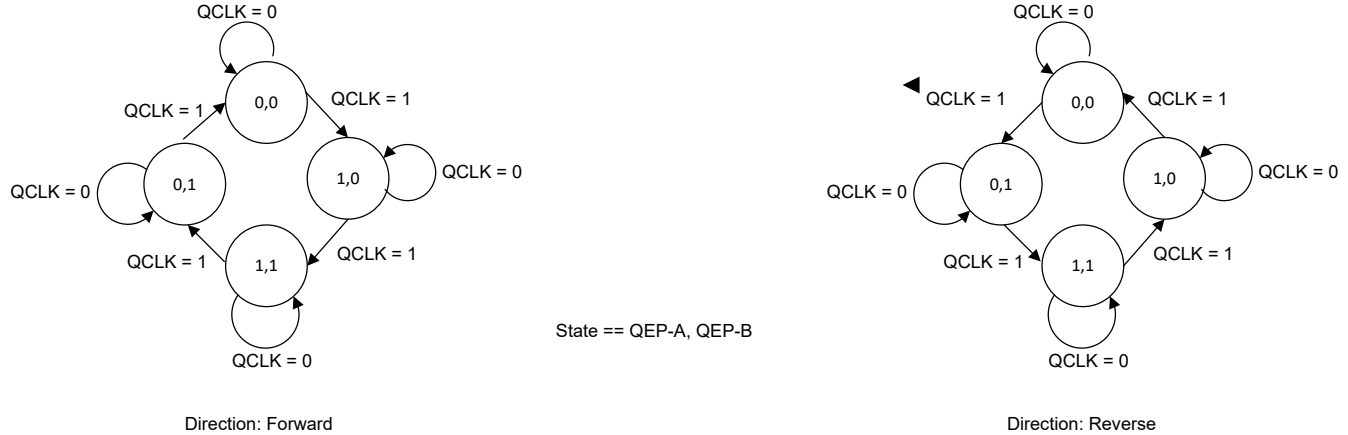 QCLK = 0
QCLK = 0
0,0
QCLK = 1
QCLK = 1
0,1
1,0
QCLK = 0
QCLK = 0
QCLK = 1
QCLK = 1
1,1
QCLK = 0
Direction: Forward
State == QEP-A, QEP-B
0,0
QCLK = 1
QCLK = 1
0,1
1,0
QCLK = 0
QCLK = 0
QCLK = 1
QCLK = 1
1,1
QCLK = 0
Direction: Reverse